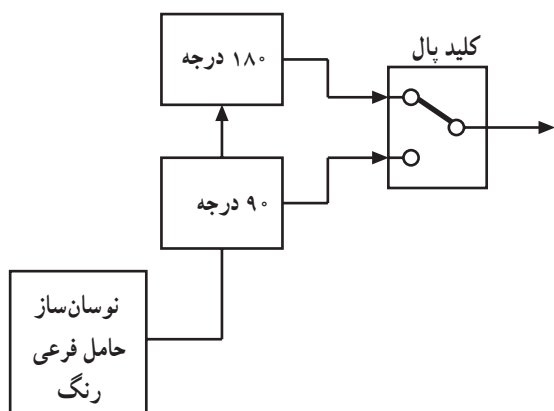 ۱۸۰ درجه
کلید پال
۹۰ درجه
نوسان‌ساز
حامل فرعی
رنگ